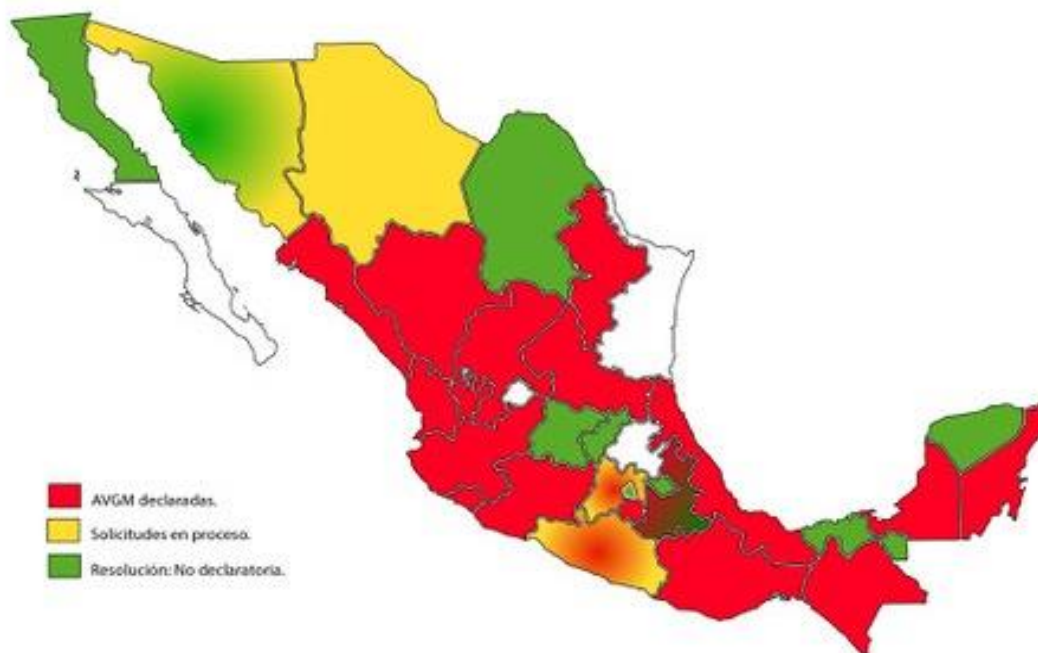 AVGM declaradas.
Solicitudes en proceso.
Resolución: No declaratoria.